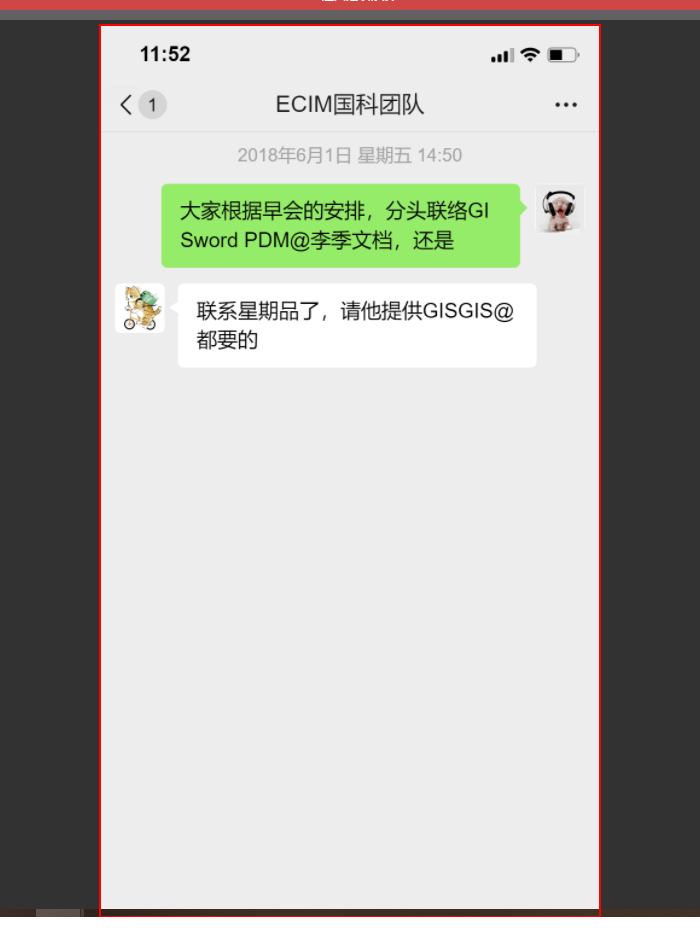 11:52
1
ECIM国科团队
2018年6月1日 星期五 14:50
大家根据早会的安排，分头联络GI
Sword PDM@李季文档，还是
联系星期品了，请他提供GISGIS@
都要的